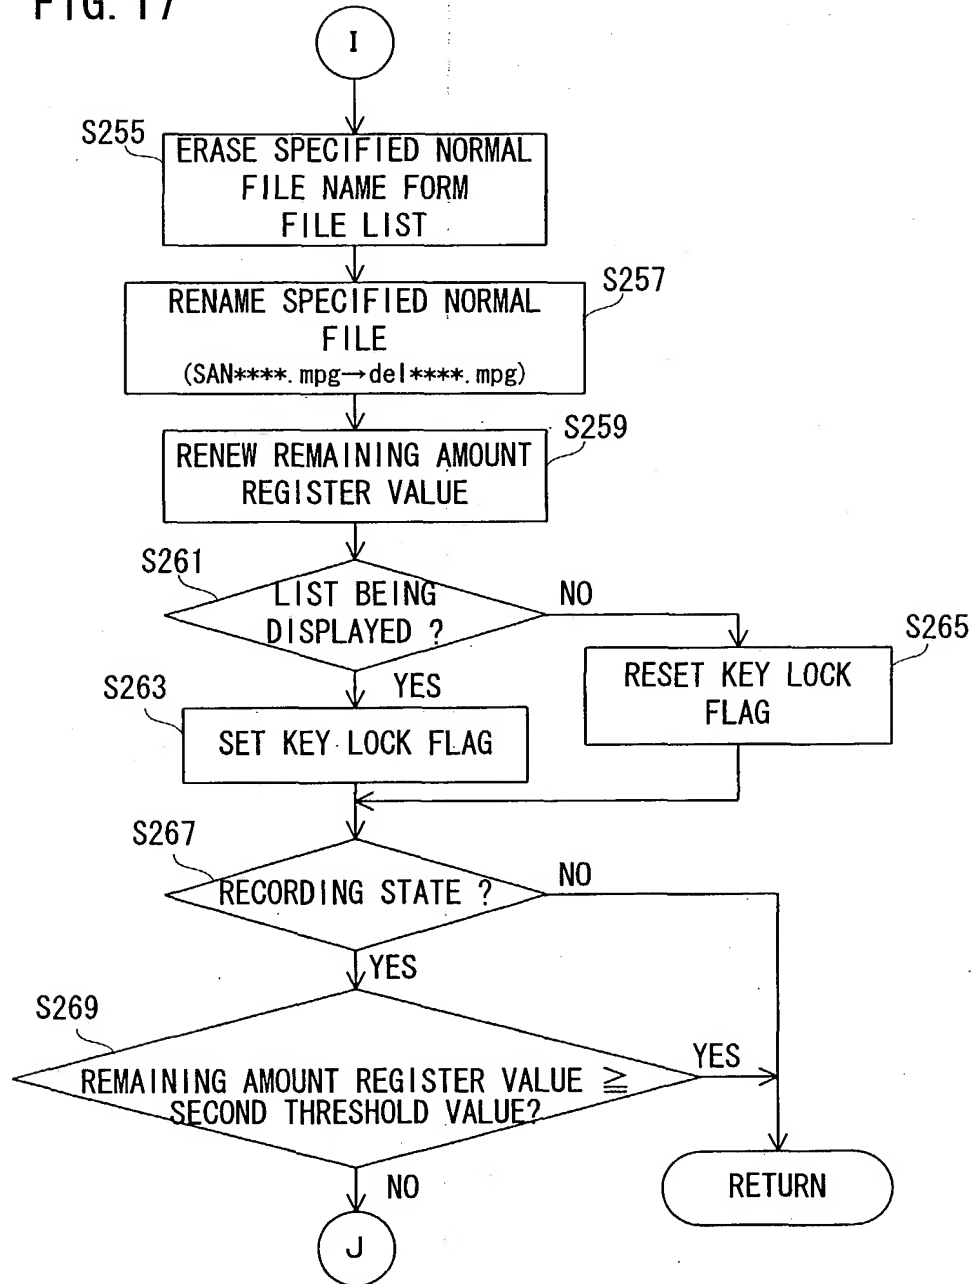 FIG. 17
I
S255
ERASE SPECIFIED NORMAL
FILE NAME FORM
FILE LIST
S257
RENAME SPECIFIED NORMAL
FILE
(SAN****.mpg→del****.mpg)
S259
RENEW REMAINING AMOUNT
REGISTER VALUE
S261
LIST BEING
DISPLAYED ?
NO
S265
RESET KEY LOCK
FLAG
YES
S263
SET KEY LOCK FLAG
S267
RECORDING STATE ?
NO
YES
S269
REMAINING AMOUNT REGISTER VALUE ≧
SECOND THRESHOLD VALUE?
YES
NO
RETURN
J